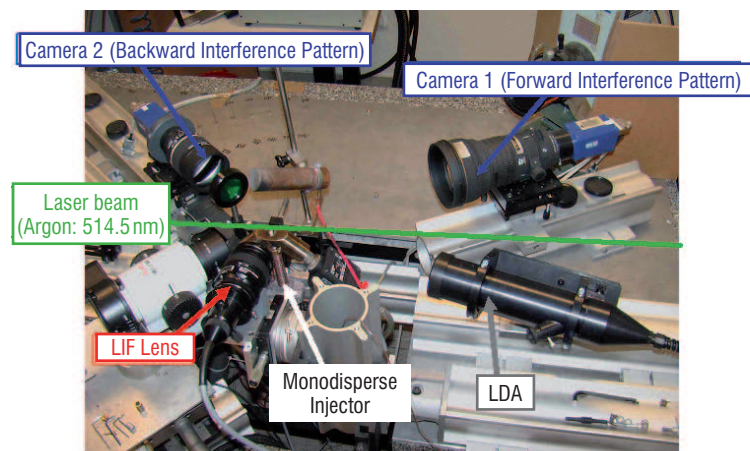 Camera 2 (Backward Interference Pattern)
Camera 1 (Forward Interference Pattern)
Laser beam
(Argon: 514.5 nm)
LIF Lens
Monodisperse
Injector
LDA